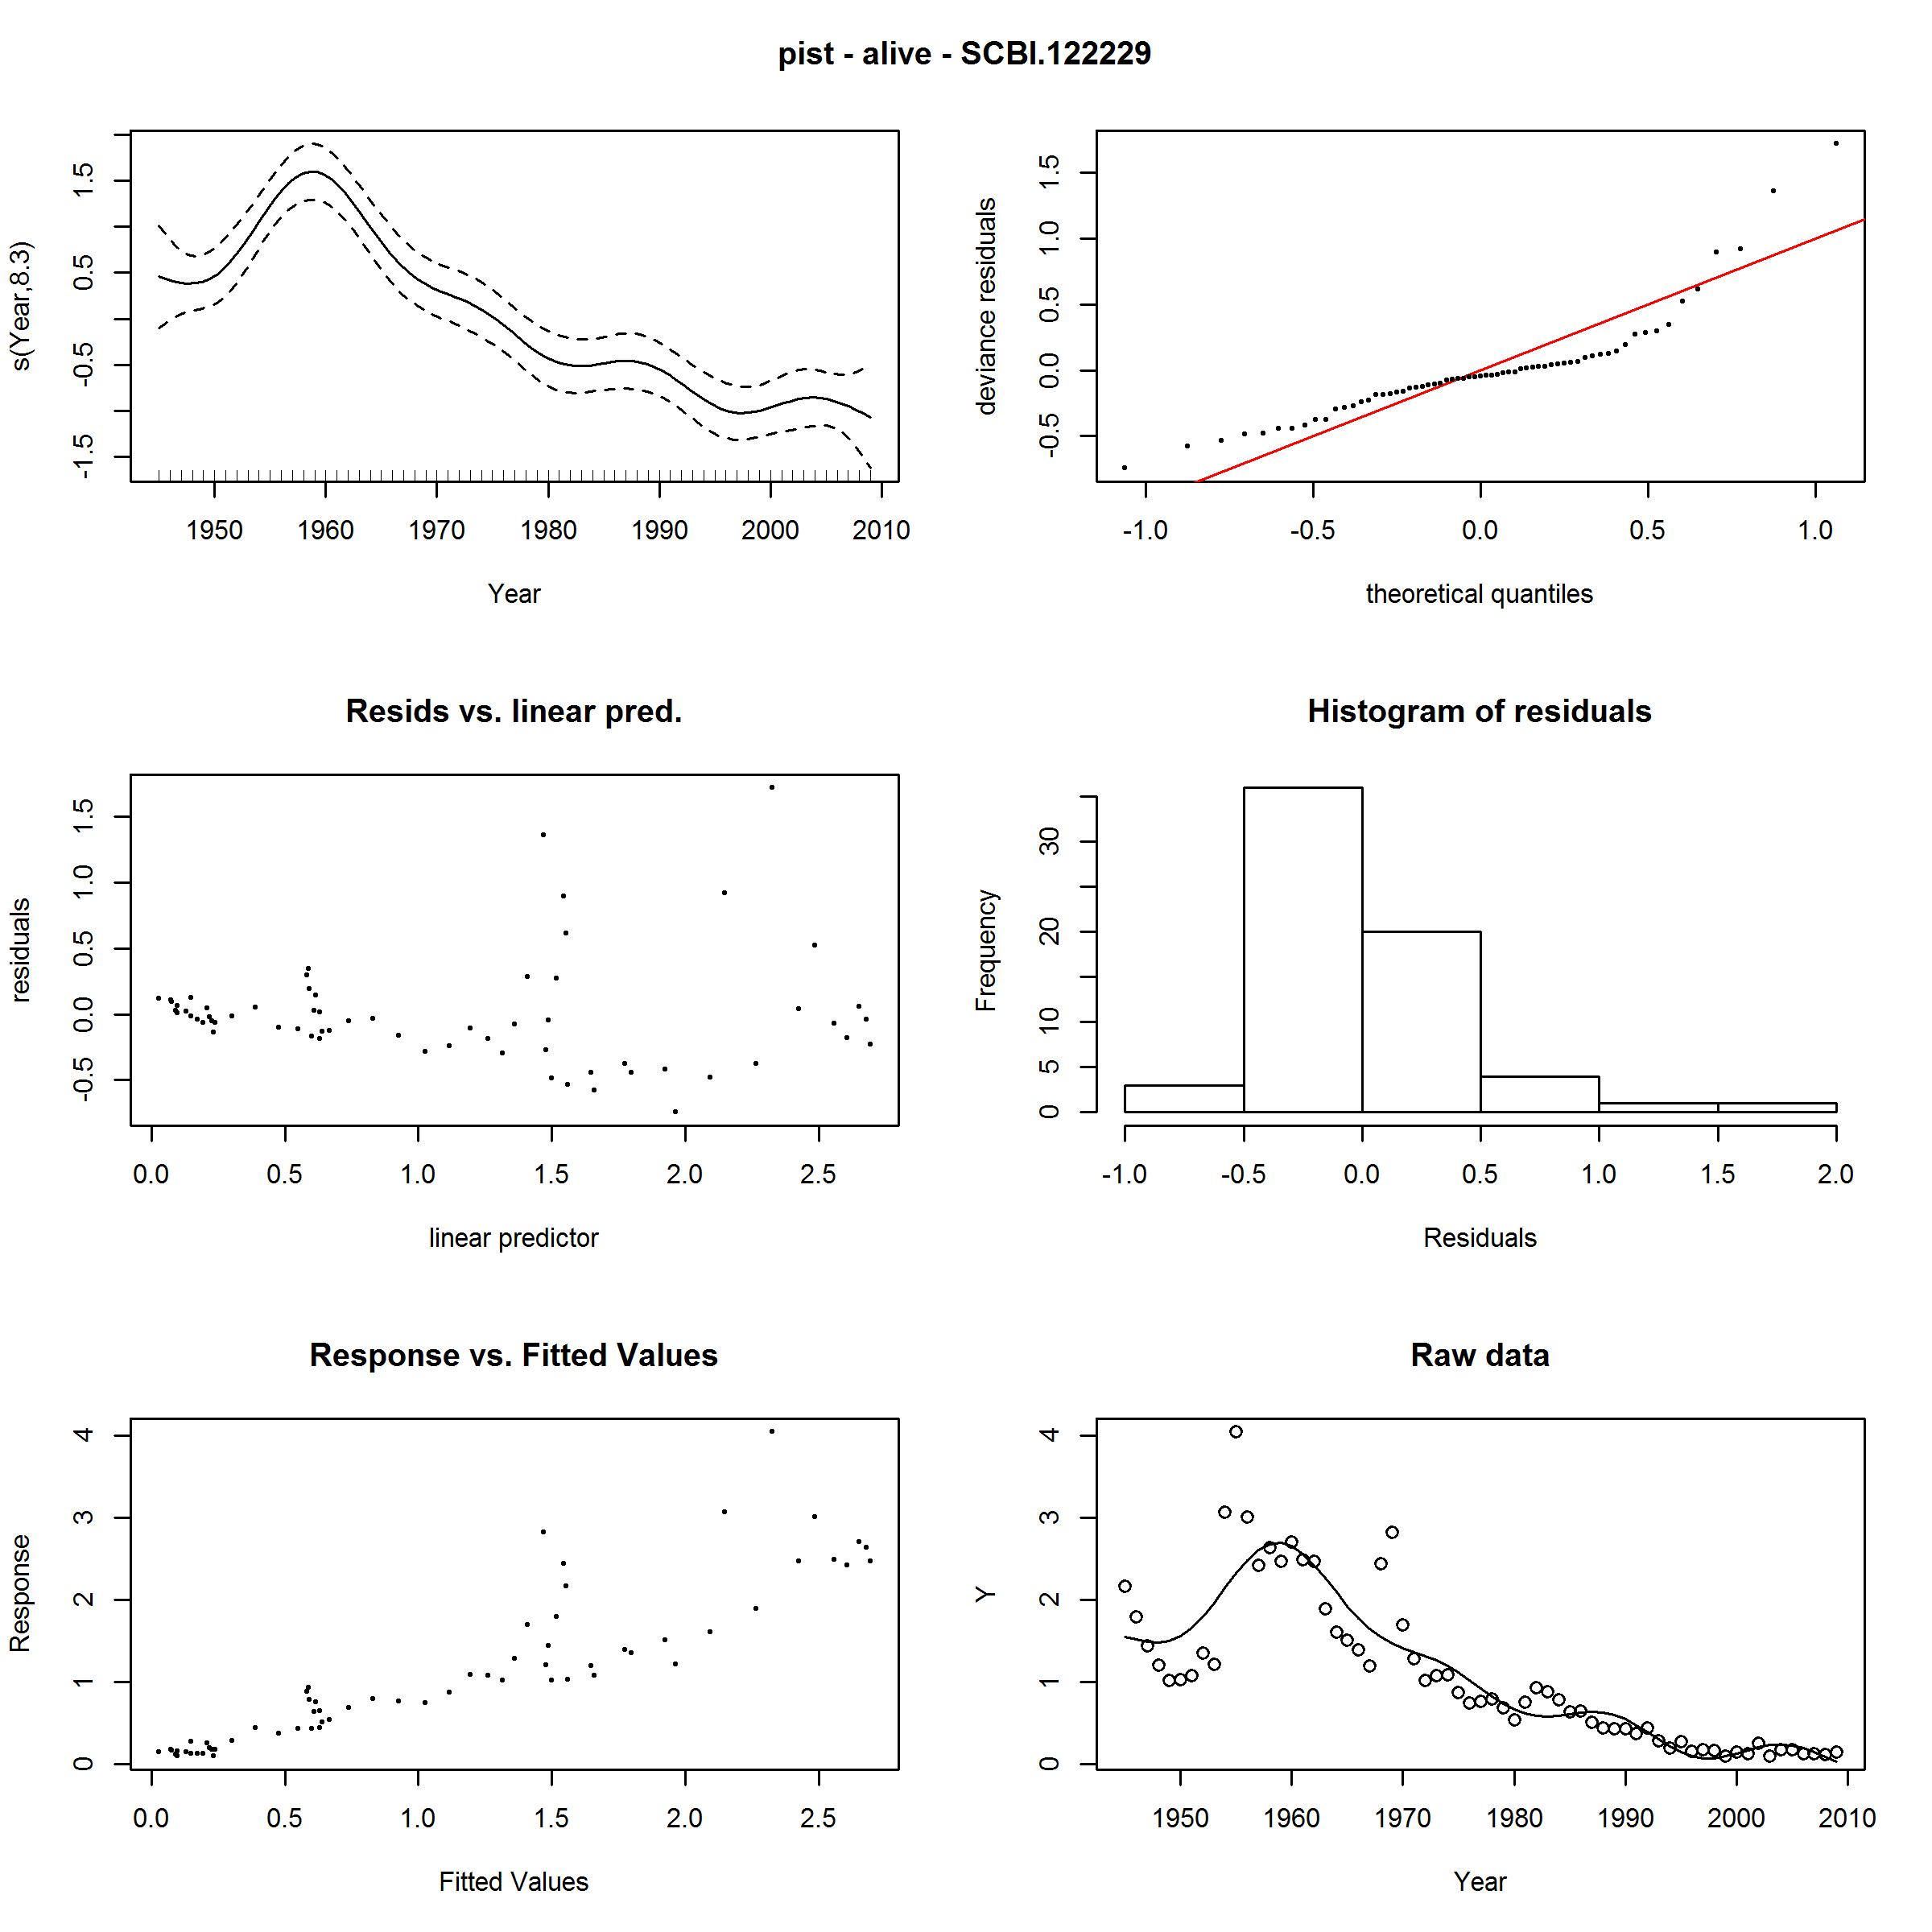 pist - alive - SCBI.122229
s(Year,8.3)
1.5
0.5
-0.5
-1.5
1950 1960 1970 1980 1990 2000 2010
Year
deviance residuals
1.5
1.0
0.5
0.0
-0.5
-1.0 -0.5 0.0 0.5 1.0
theoretical quantiles
Resids vs. linear pred.
residuals
1.5
1.0
0.5
0.0
-0.5
0.0 0.5 1.0 1.5 2.0 2.5
linear predictor
Histogram of residuals
Frequency
30
20
10
5
0
-1.0 -0.5 0.0 0.5 1.0 1.5 2.0
Residuals
Response vs. Fitted Values
Response
4
3
2
1
0
0.0 0.5 1.0 1.5 2.0 2.5
Fitted Values
Raw data
Y
4
3
2
1
0
1950 1960 1970 1980 1990 2000 2010
Year